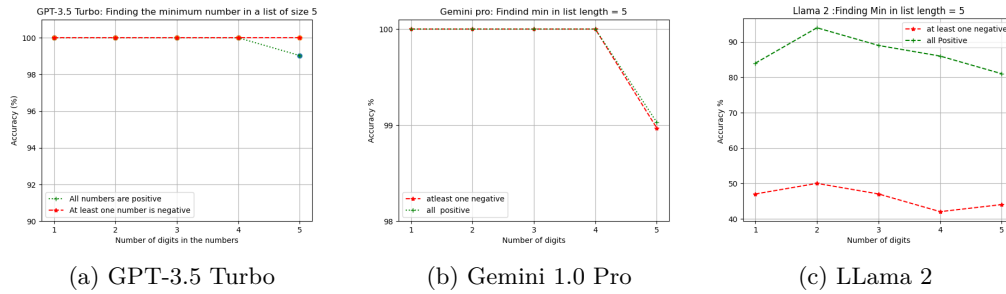 GPT-3.5 Turbo: Finding the minimum number in a list of size 5
100
98
96
94
92
90
Accuracy (%)
All numbers are positive
At least one number is negative
1 2 3 4 5
Number of digits in the numbers
(a) GPT-3.5 Turbo
Gemini pro: Findind min in list length = 5
100
99
98
Accuracy %
atleast one negative
all positive
1 2 3 4 5
Number of digits
(b) Gemini 1.0 Pro
Llama 2 :Finding Min in list length = 5
at least one negative
all Positive
90
80
70
60
50
40
Accuracy %
1 2 3 4 5
Number of digits
(c) LLama 2